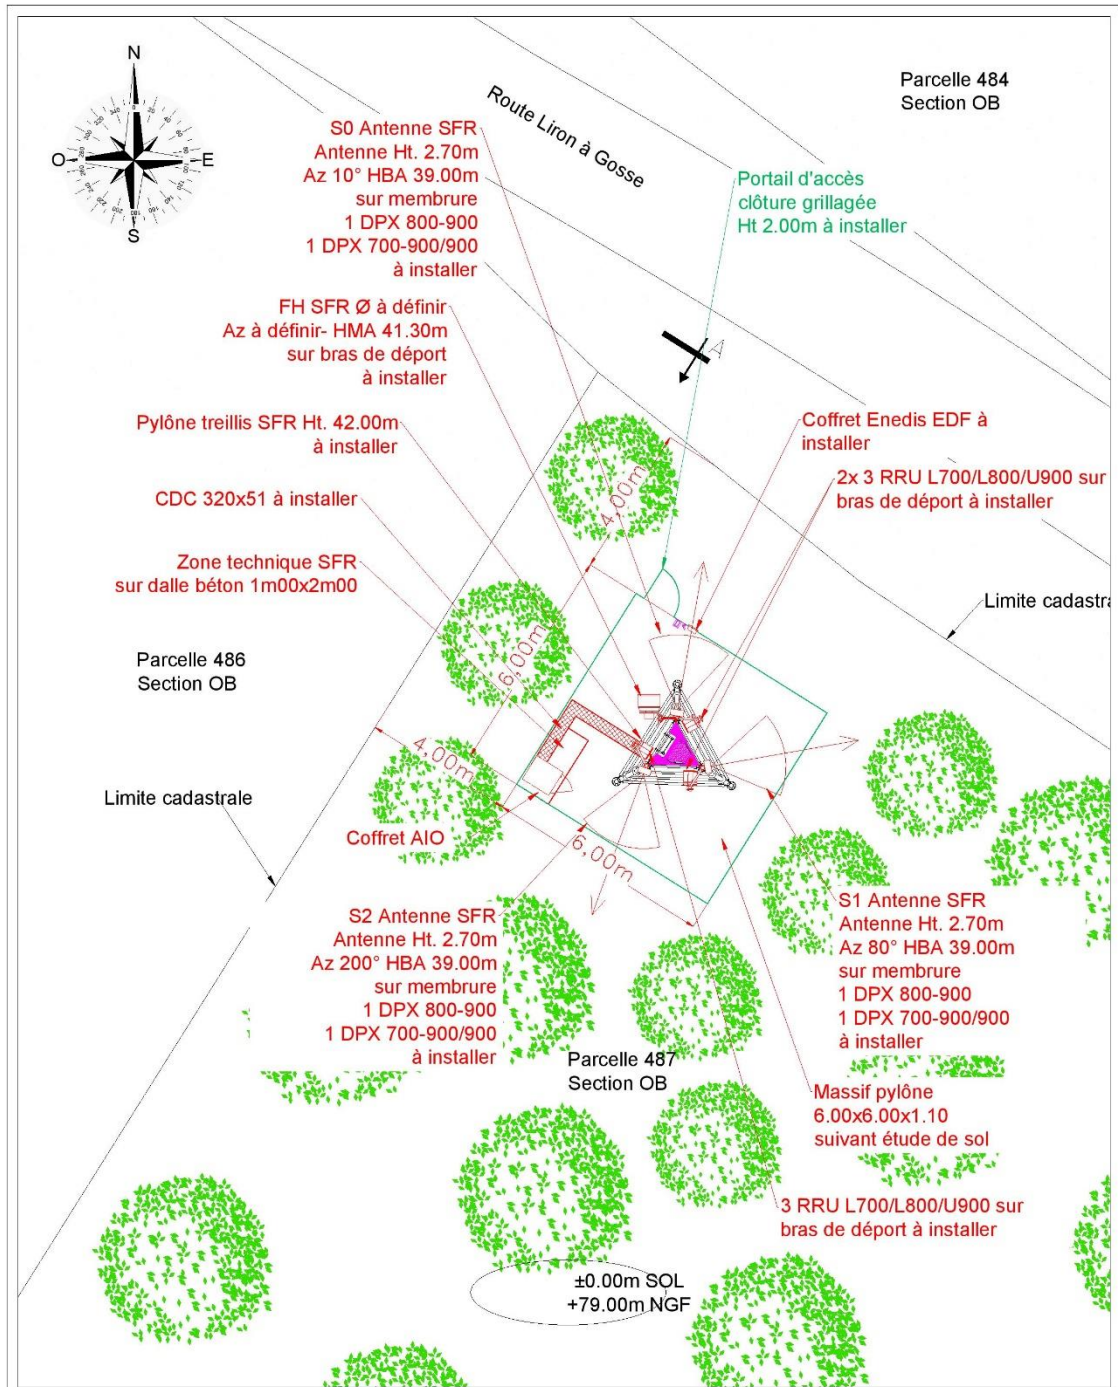 N
O
E
S
Parcelle 484
Section OB
Route Liron à Gosse
S0 Antenne SFR
Antenne Ht. 2.70m
Az 10° HBA 39.00m
sur membrure
1 DPX 800-900
1 DPX 700-900/900
à installer
Portail d'accès
clôture grillagée
Ht 2.00m à installer
FH SFR Ø à définir
Az à définir- HMA 41.30m
sur bras de déport
à installer
A
Pylône treillis SFR Ht. 42.00m
à installer
Coffret Enedis EDF à
installer
CDC 320x51 à installer
2x 3 RRU L700/L800/U900 sur
bras de déport à installer
4,00m
Zone technique SFR
sur dalle béton 1m00x2m00
Limite cadastra
6,00m
Parcelle 486
Section OB
4,00m
Limite cadastrale
Coffret AIO
6,00m
S2 Antenne SFR
Antenne Ht. 2.70m
Az 200° HBA 39.00m
sur membrure
1 DPX 800-900
1 DPX 700-900/900
à installer
S1 Antenne SFR
Antenne Ht. 2.70m
Az 80° HBA 39.00m
sur membrure
1 DPX 800-900
1 DPX 700-900/900
à installer
Parcelle 487
Section OB
Massif pylône
6.00x6.00x1.10
suivant étude de sol
3 RRU L700/L800/U900 sur
bras de déport à installer
±0.00m SOL
+79.00m NGF